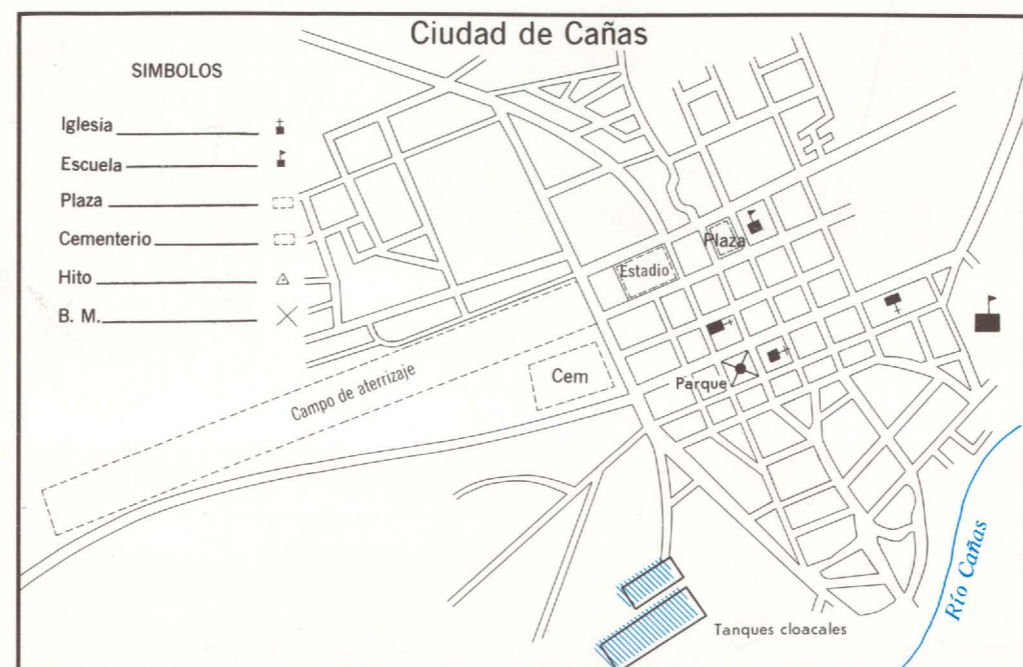 Ciudad de Cañas
SIMBOLOS
Iglesia
Escuela
Plaza
Cementerio
Hito
B. M.
Plaza
Estadio
Campo de aterrizaje
Cem
Parque
Río Cañas
Tanques cloacales